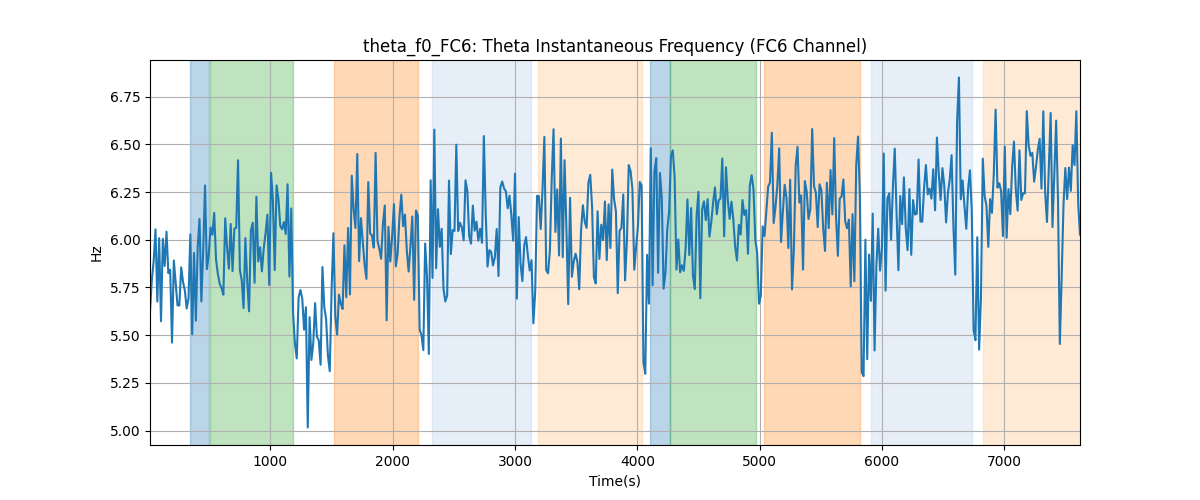 theta_f0_FC6: Theta Instantaneous Frequency (FC6 Channel)
6.75
6.50
6.25
6.00
5.75
5.50
5.25
5.00
Hz
1000 2000 3000 4000 5000 6000 7000
Time(s)